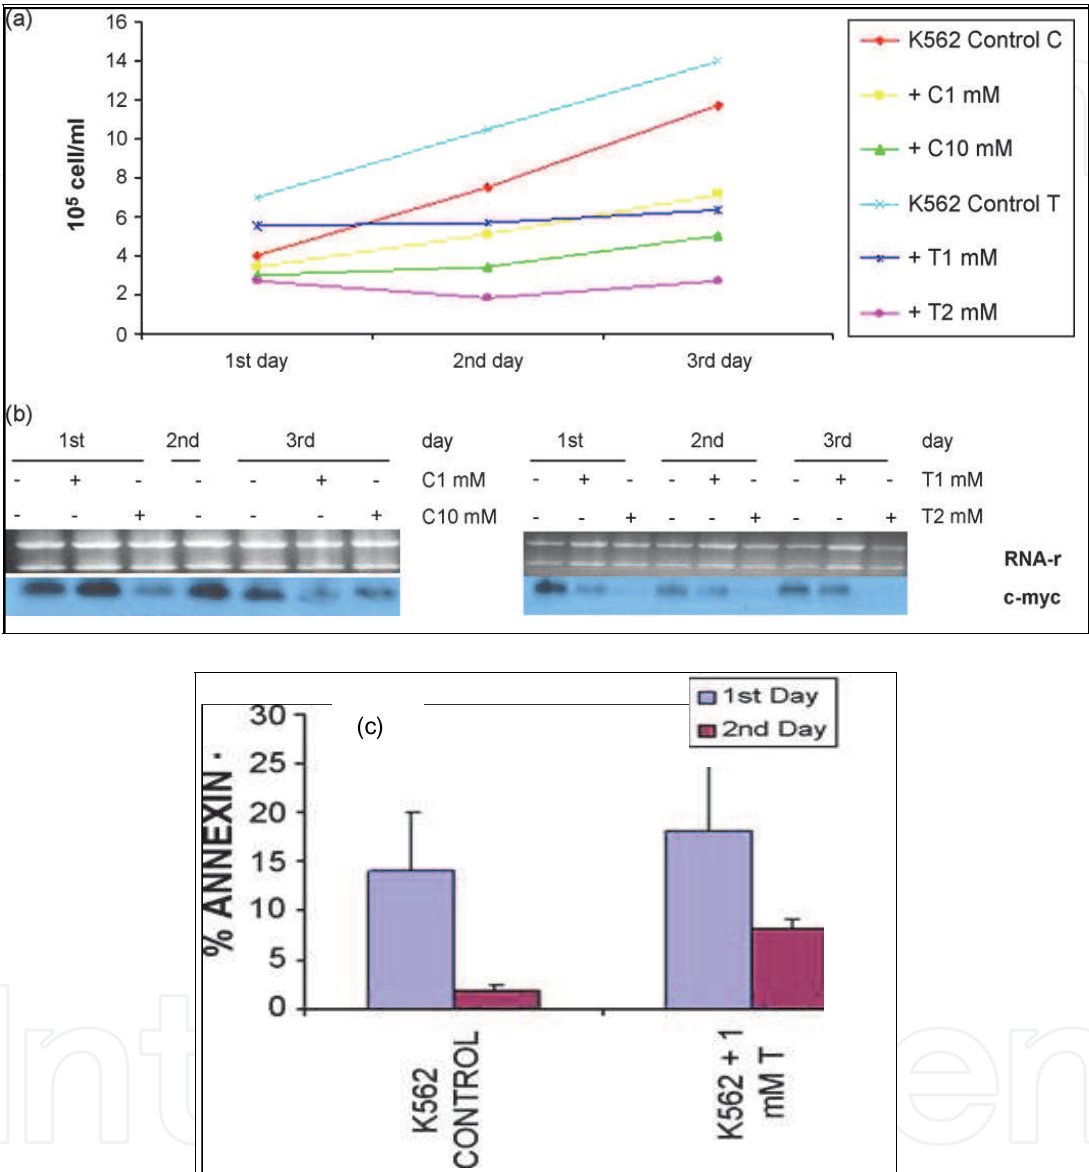 (a)
16
14
12
10
8
6
4
2
0
10⁵ cell/ml
1st day 2nd day 3rd day
K562 Control C
+ C1 mM
+ C10 mM
K562 Control T
+ T1 mM
+ T2 mM
(b)
1st 2nd 3rd day
- + - - - + - C1 mM
- - + - - - + C10 mM
1st 2nd 3rd day
- + - - + - - + - T1 mM
- - + - - + - - + T2 mM
RNA-r
c-myc
(c)
1st Day
2nd Day
30
25
20
15
10
5
0
% ANNEXIN
K562
CONTROL
K562 + 1
mM T